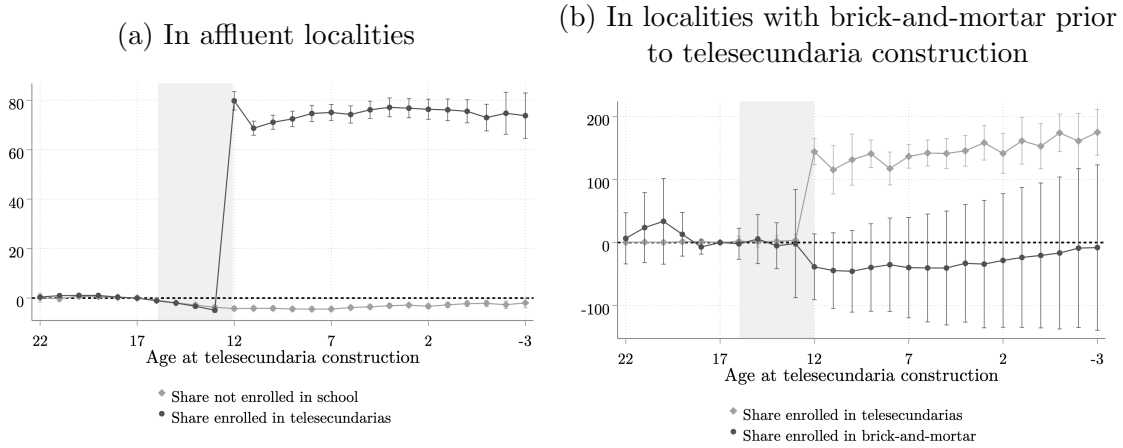 (a) In affluent localities
80
60
40
20
0
22
17
12
7
2
-3
Age at telesecundaria construction
Share not enrolled in school
Share enrolled in telesecundarias
(b) In localities with brick-and-mortar prior
to telesecundaria construction
200
100
0
-100
22
17
12
7
2
-3
Age at telesecundaria construction
Share enrolled in telesecundarias
Share enrolled in brick-and-mortar